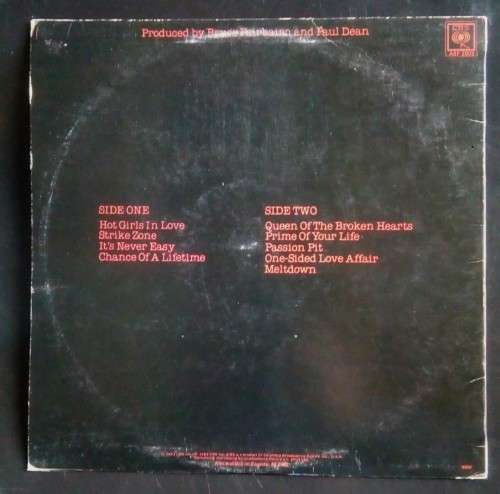 Produced by Bruce Fairbairn and Paul Dean
CBS
SIDE ONE
Hot Girls In Love
Strike Zone
It's Never Easy
Chance Of A Lifetime
SIDE TWO
Queen Of The Broken Hearts
Prime Of Your Life
Passion Pit
One-Sided Love Affair
Meltdown